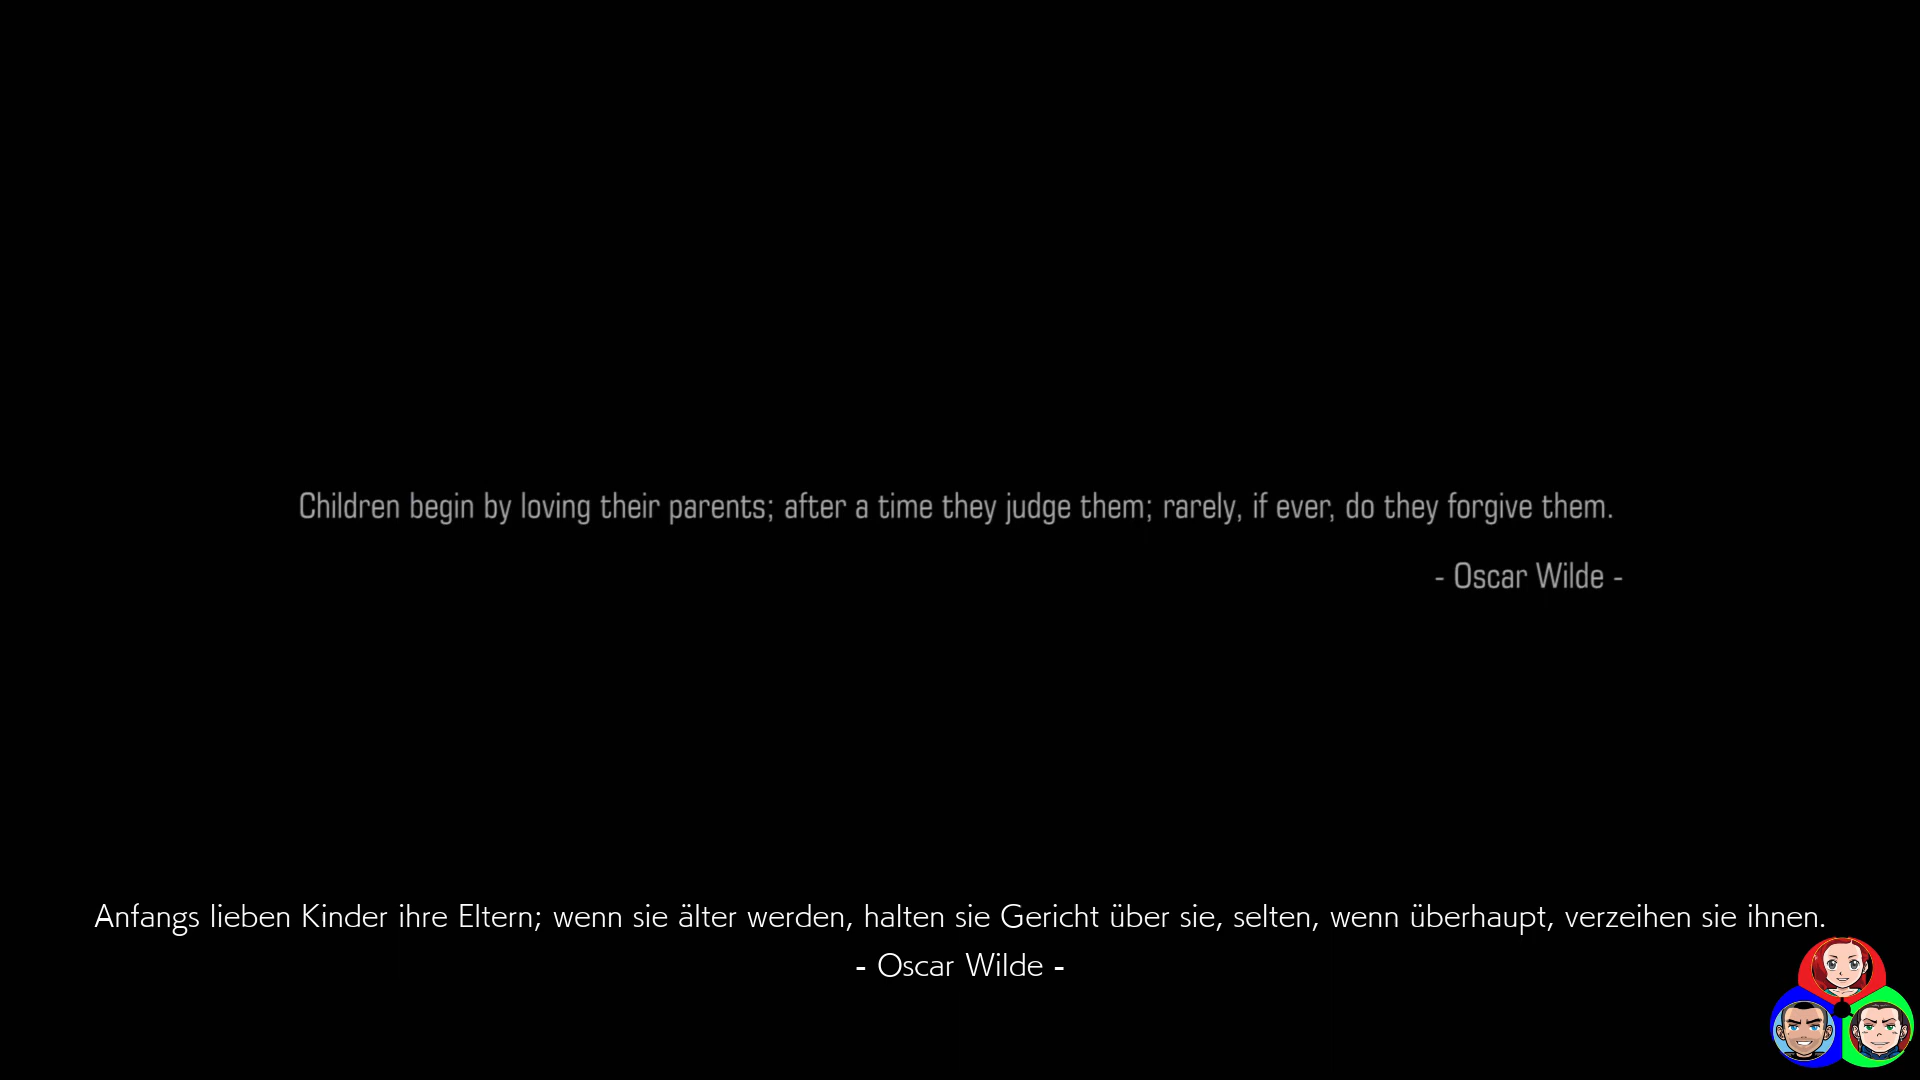 Children begin by loving their parents; after a time they judge them; rarely, if ever, do they forgive them.
- Oscar Wilde -
Anfangs lieben Kinder ihre Eltern; wenn sie älter werden, halten sie Gericht über sie, selten, wenn überhaupt, verzeihen sie ihnen.
- Oscar Wilde -